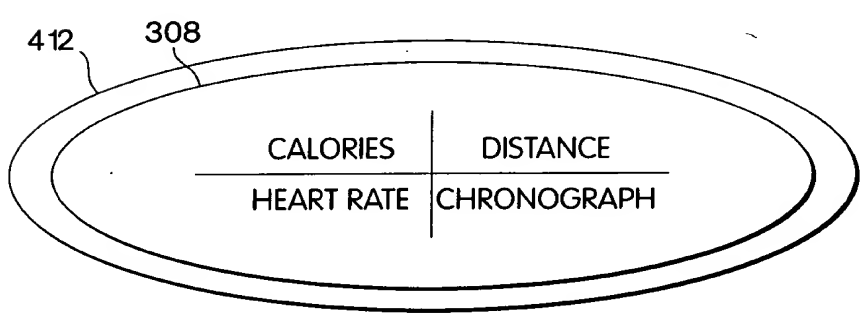 412
308
CALORIES DISTANCE
HEART RATE CHRONOGRAPH